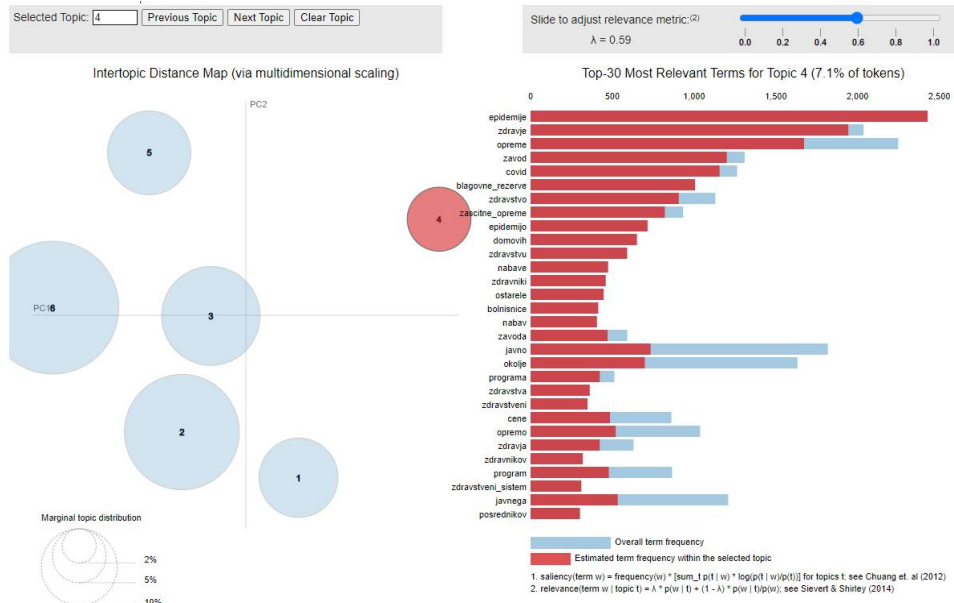 Selected Topic: 4 Previous Topic Next Topic Clear Topic
Slide to adjust relevance metric:(2)
λ = 0.59
0.0 0.2 0.4 0.6 0.8 1.0
Intertopic Distance Map (via multidimensional scaling)
PC2
PC1
5
4
6
3
2
1
Marginal topic distribution
2%
5%
10%
Top-30 Most Relevant Terms for Topic 4 (7.1% of tokens)
0 500 1,000 1,500 2,000 2,500
epidemije
zdravje
opreme
zavod
covid
blagovne_rezerve
zdravstvo
zascitne_opreme
epidemijo
domovih
zdravstvu
nabave
zdravniki
ostarele
bolnisnice
nabav
zavoda
javno
okolje
programa
zdravstva
zdravstveni
cene
opremo
zdravja
zdravnikov
program
zdravstveni_sistem
javnega
posrednikov
Overall term frequency
Estimated term frequency within the selected topic
1. saliency(term w) = frequency(w) * [sum_t p(t | w) * log(p(t | w)/p(t))] for topics t; see Chuang et. al (2012)
2. relevance(term w | topic t) = λ * p(w | t) + (1 - λ) * p(w | t)/p(w); see Sievert & Shirley (2014)